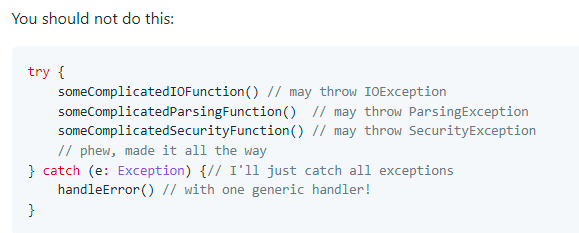 You should not do this:
try {
    someComplicatedIOFunction() // may throw IOException
    someComplicatedParsingFunction()  // may throw ParsingException
    someComplicatedSecurityFunction() // may throw SecurityException
    // phew, made it all the way
} catch (e: Exception) {// I'll just catch all exceptions
    handleError() // with one generic handler!
}